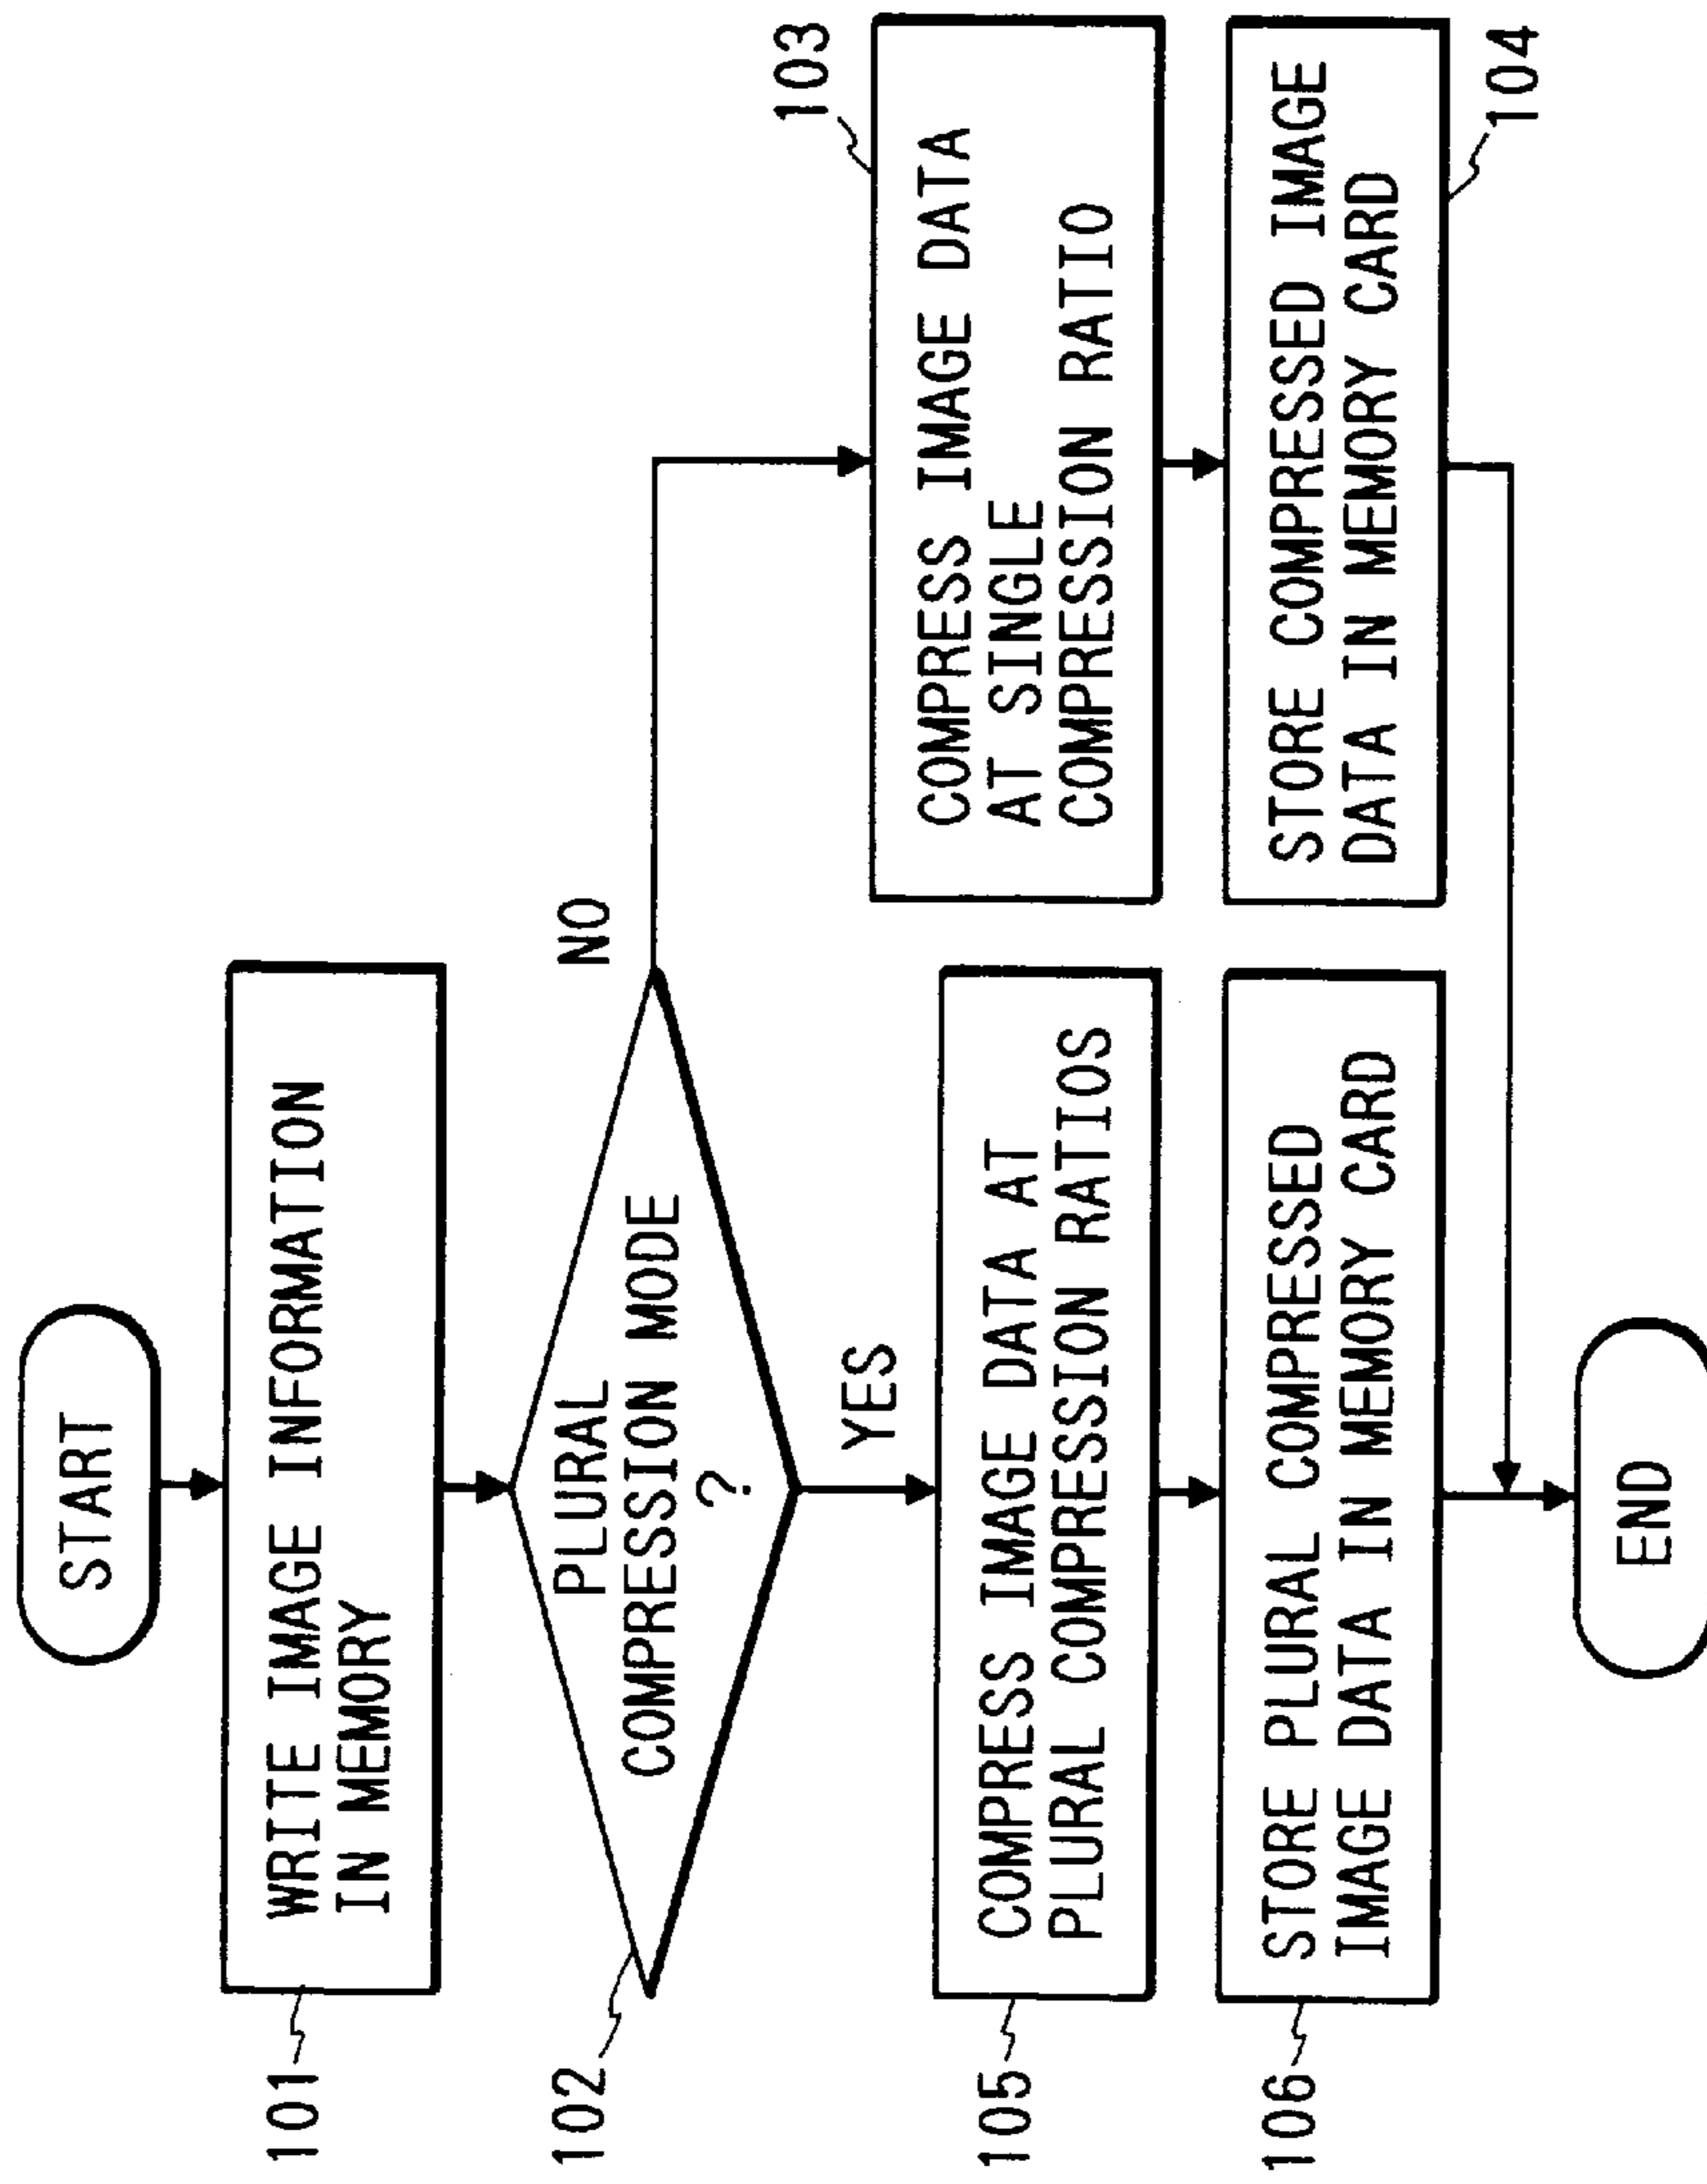 START
101
WRITE IMAGE INFORMATION
IN MEMORY
102
PLURAL
COMPRESSION MODE
?
NO
YES
103
COMPRESS IMAGE DATA
AT SINGLE
COMPRESSION RATIO
105
COMPRESS IMAGE DATA AT
PLURAL COMPRESSION RATIOS
STORE COMPRESSED IMAGE
DATA IN MEMORY CARD
104
106
STORE PLURAL COMPRESSED
IMAGE DATA IN MEMORY CARD
END